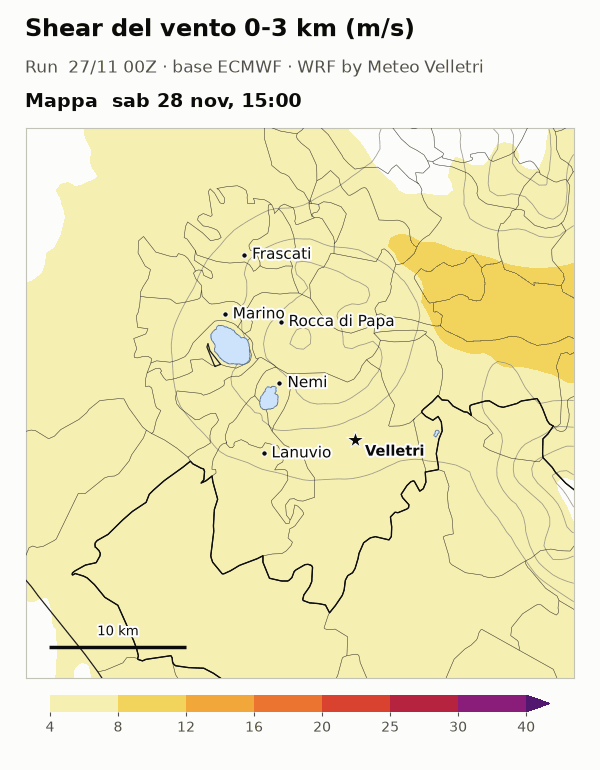 Shear del vento 0-3 km (m/s)
Run  27/11 00Z · base ECMWF · WRF by Meteo Velletri
Mappa  sab 28 nov, 15:00
Frascati
Marino
Rocca di Papa
Nemi
Velletri
Lanuvio
10 km
4 8 12 16 20 25 30 40